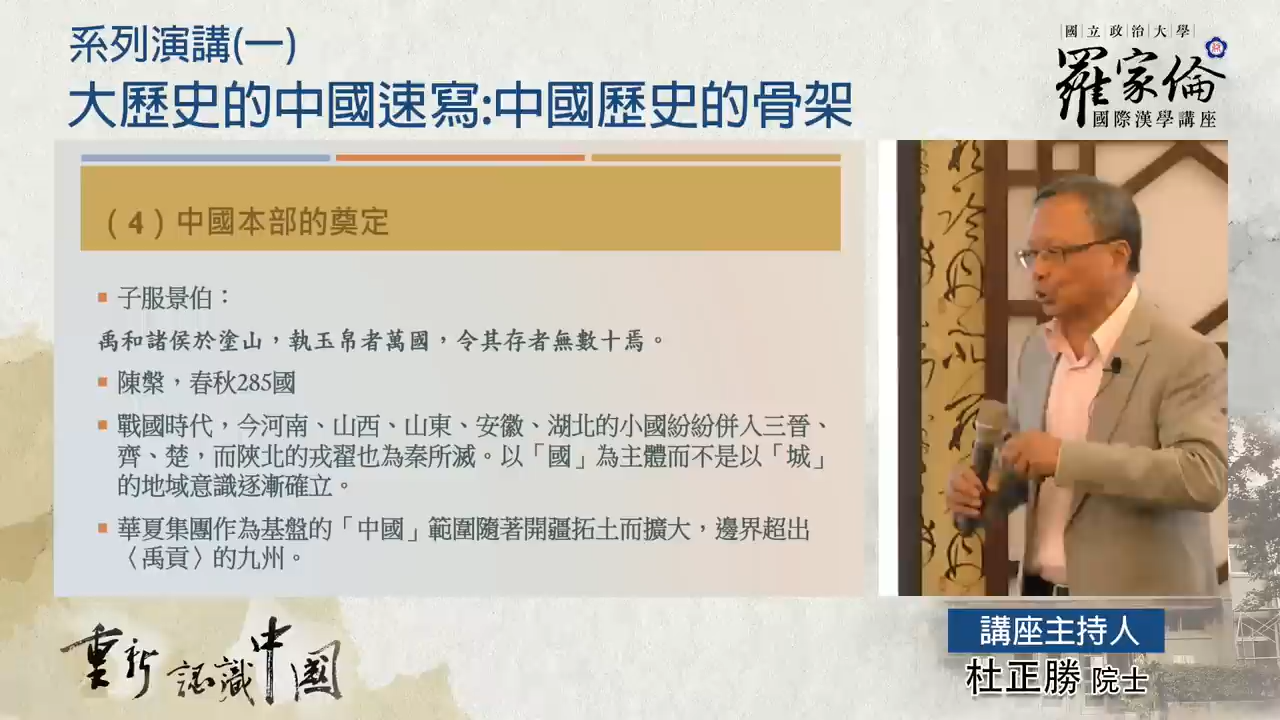 系列演講(一)
大歷史的中國速寫:中國歷史的骨架
國立政治大學
羅家倫
國際漢學講座
（4）中國本部的奠定
子服景伯：
禹和諸侯於塗山，執玉帛者萬國，令其存者無數十焉。
陳槃，春秋285國
戰國時代，今河南、山西、山東、安徽、湖北的小國紛紛併入三晉、
齊、楚，而陝北的戎翟也為秦所滅。以「國」為主體而不是以「城」
的地域意識逐漸確立。
華夏集團作為基盤的「中國」範圍隨著開疆拓土而擴大，邊界超出
〈禹貢〉的九州。
重新認識中國
講座主持人
杜正勝 院士